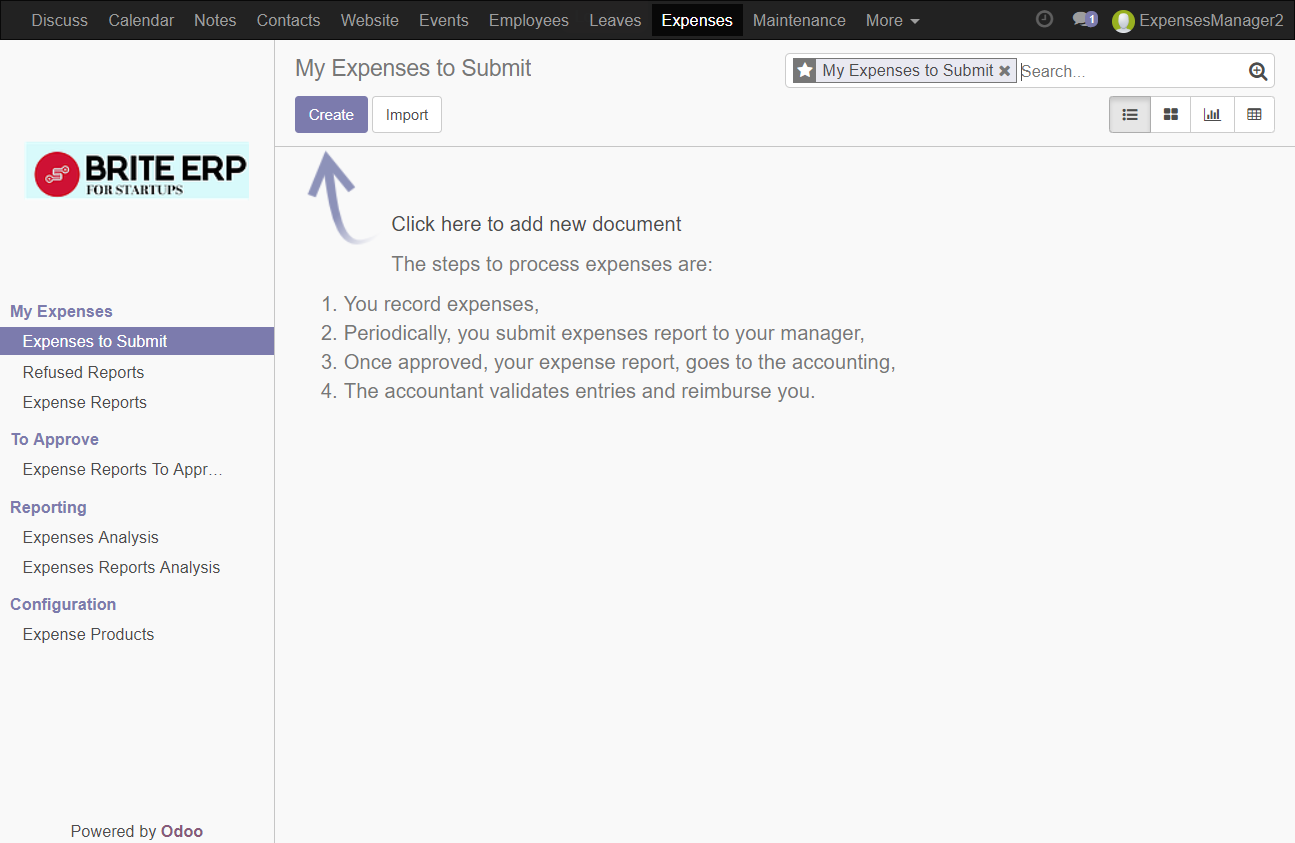 Discuss Calendar Notes Contacts Website Events Employees Leaves Expenses Maintenance More 1 ExpensesManager2
My Expenses to Submit
My Expenses to Submit Search...
Create Import
BRITE ERP
FOR STARTUPS
Click here to add new document
The steps to process expenses are:
1. You record expenses,
2. Periodically, you submit expenses report to your manager,
3. Once approved, your expense report, goes to the accounting,
4. The accountant validates entries and reimburse you.
My Expenses
Expenses to Submit
Refused Reports
Expense Reports
To Approve
Expense Reports To Appr...
Reporting
Expenses Analysis
Expenses Reports Analysis
Configuration
Expense Products
Powered by Odoo